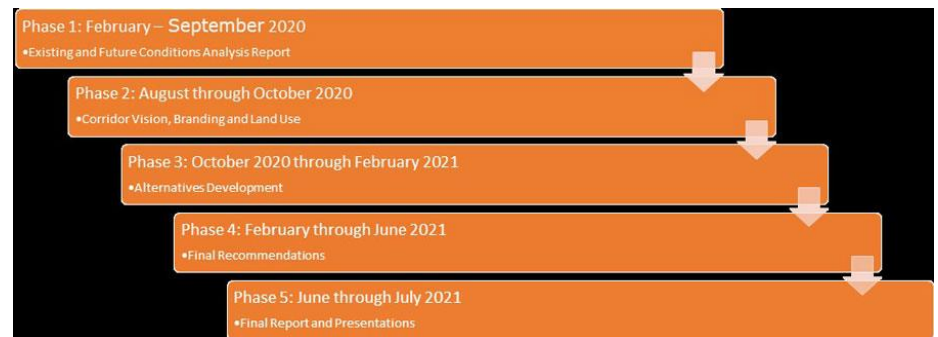 Phase 1: February – September 2020
•Existing and Future Conditions Analysis Report
Phase 2: August through October 2020
•Corridor Vision, Branding and Land Use
Phase 3: October 2020 through February 2021
•Alternatives Development
Phase 4: February through June 2021
•Final Recommendations
Phase 5: June through July 2021
•Final Report and Presentations